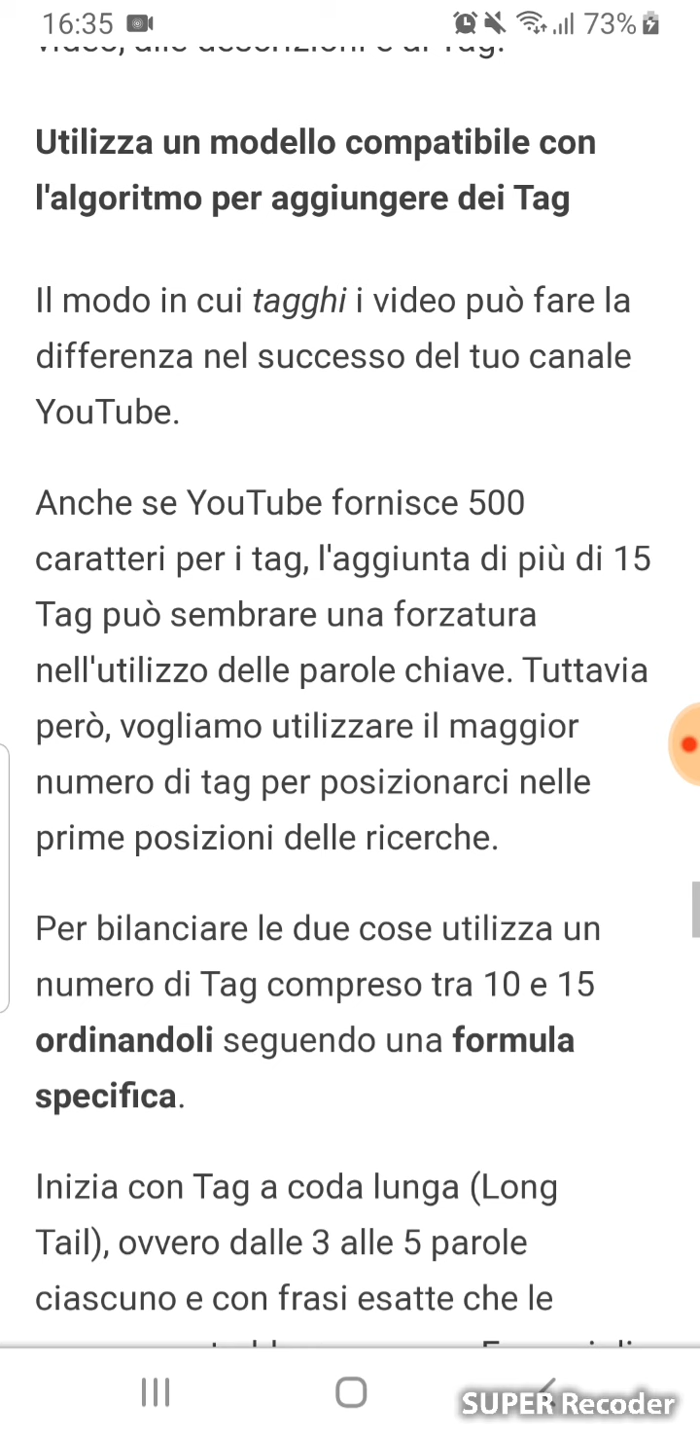 16:35
73%
Utilizza un modello compatibile con
l'algoritmo per aggiungere dei Tag
Il modo in cui tagghi i video può fare la
differenza nel successo del tuo canale
YouTube.
Anche se YouTube fornisce 500
caratteri per i tag, l'aggiunta di più di 15
Tag può sembrare una forzatura
nell'utilizzo delle parole chiave. Tuttavia
però, vogliamo utilizzare il maggior
numero di tag per posizionarci nelle
prime posizioni delle ricerche.
Per bilanciare le due cose utilizza un
numero di Tag compreso tra 10 e 15
ordinandoli seguendo una formula
specifica.
Inizia con Tag a coda lunga (Long
Tail), ovvero dalle 3 alle 5 parole
ciascuno e con frasi esatte che le
SUPER Recoder